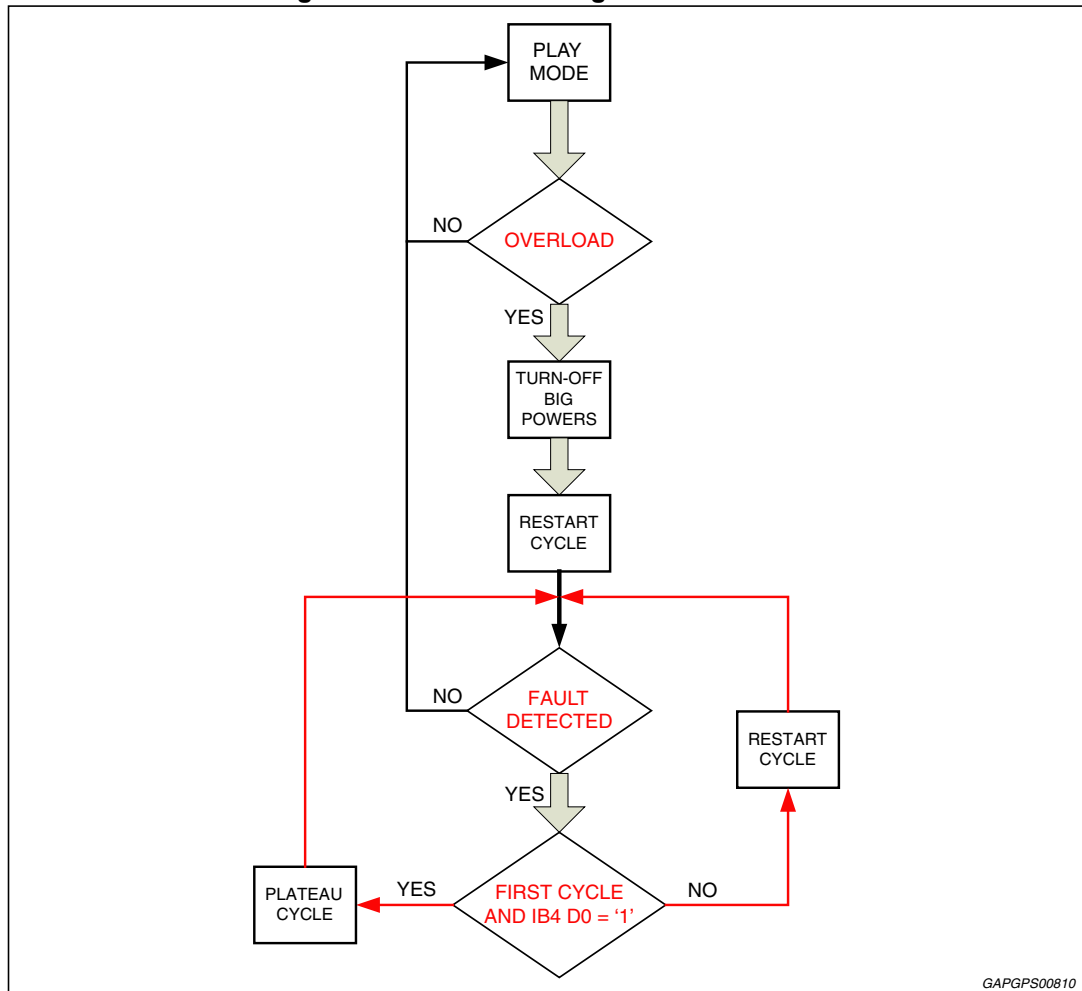 PLAY
MODE
NO
OVERLOAD
YES
TURN-OFF
BIG
POWERS
RESTART
CYCLE
NO
FAULT
DETECTED
RESTART
CYCLE
YES
PLATEAU
CYCLE
YES
FIRST CYCLE
AND IB4 D0 = ‘1’
NO
GAPGPS00810